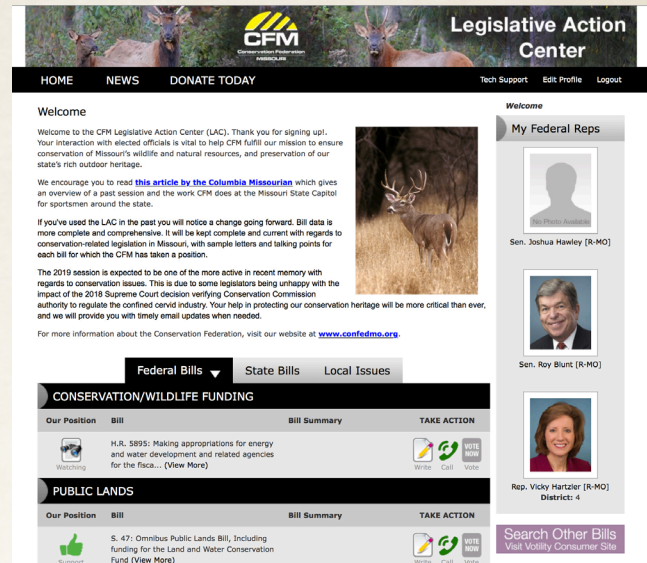 CFM
Conservation Federation
MISSOURI
Legislative Action
Center
HOME NEWS DONATE TODAY
Tech Support Edit Profile Logout
Welcome
Welcome to the CFM Legislative Action Center (LAC). Thank you for signing up!.
Your interaction with elected officials is vital to help CFM fulfill our mission to ensure
conservation of Missouri's wildlife and natural resources, and preservation of our
state's rich outdoor heritage.
We encourage you to read this article by the Columbia Missourian which gives
an overview of a past session and the work CFM does at the Missouri State Capitol
for sportsmen around the state.
If you've used the LAC in the past you will notice a change going forward. Bill data is
more complete and comprehensive. It will be kept complete and current with regards to
conservation-related legislation in Missouri, with sample letters and talking points for
each bill for which the CFM has taken a position.
The 2019 session is expected to be one of the more active in recent memory with
regards to conservation issues. This is due to some legislators being unhappy with the
impact of the 2018 Supreme Court decision verifying Conservation Commission
authority to regulate the confined cervid industry. Your help in protecting our conservation heritage will be more critical than ever,
and we will provide you with timely email updates when needed.
For more information about the Conservation Federation, visit our website at www.confedmo.org.
Federal Bills State Bills Local Issues
CONSERVATION/WILDLIFE FUNDING
Our Position Bill Bill Summary TAKE ACTION
H.R. 5895: Making appropriations for energy
and water development and related agencies
for the fisca... (View More)
VOTE
NOW
Watching Write Call Vote
PUBLIC LANDS
Our Position Bill Bill Summary TAKE ACTION
S. 47: Omnibus Public Lands Bill, Including
funding for the Land and Water Conservation
Fund (View More)
VOTE
NOW
Support Write Call Vote
Welcome
My Federal Reps
No Photo Available
Sen. Joshua Hawley [R-MO]
Sen. Roy Blunt [R-MO]
Rep. Vicky Hartzler [R-MO]
District: 4
Search Other Bills
Visit Votility Consumer Site